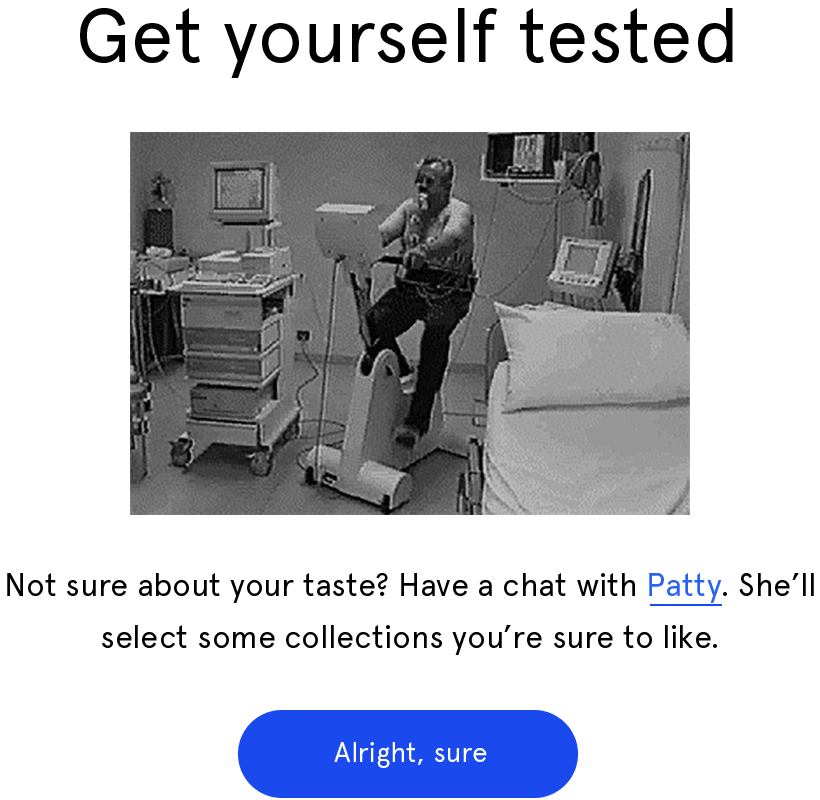 Get yourself tested
Not sure about your taste? Have a chat with Patty. She’ll
select some collections you’re sure to like.
Alright, sure